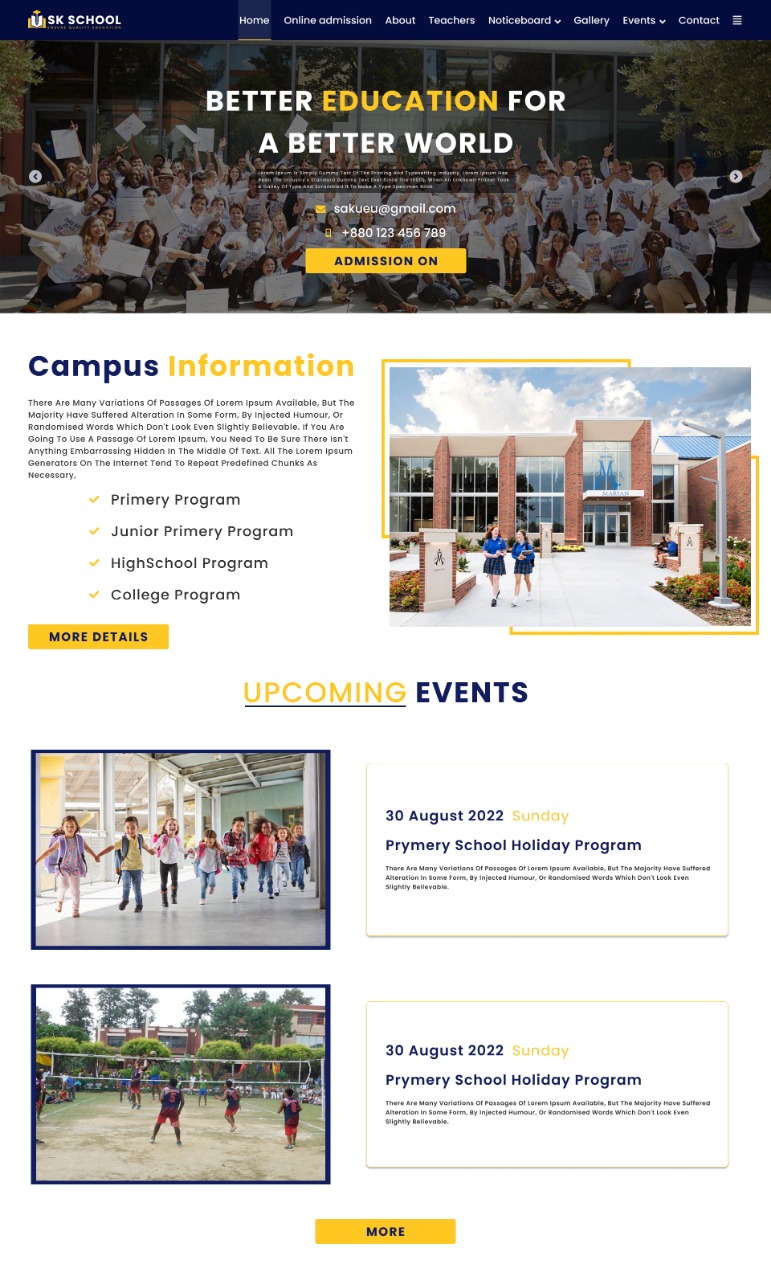 SK SCHOOL
ENSURE QUALITY EDUCATION
Home Online admission About Teachers Noticeboard Gallery Events Contact
BETTER EDUCATION FOR
A BETTER WORLD
Lorem Ipsum Is Simply Dummy Text Of The Printing And Typesetting Industry. Lorem Ipsum Has
Been The Industry's Standard Dummy Text Ever Since The 1500s, When An Unknown Printer Took
A Galley Of Type And Scrambled It To Make A Type Specimen Book.
sakueu@gmail.com
+880 123 456 789
ADMISSION ON
Campus Information
There Are Many Variations Of Passages Of Lorem Ipsum Available, But The
Majority Have Suffered Alteration In Some Form, By Injected Humour, Or
Randomised Words Which Don't Look Even Slightly Believable. If You Are
Going To Use A Passage Of Lorem Ipsum, You Need To Be Sure There Isn't
Anything Embarrassing Hidden In The Middle Of Text. All The Lorem Ipsum
Generators On The Internet Tend To Repeat Predefined Chunks As
Necessary,
Primery Program
Junior Primery Program
HighSchool Program
College Program
MORE DETAILS
MARIAN
UPCOMING EVENTS
30 August 2022 Sunday
Prymery School Holiday Program
There Are Many Variations Of Passages Of Lorem Ipsum Available, But The Majority Have Suffered
Alteration In Some Form, By Injected Humour, Or Randomised Words Which Don't Look Even
Slightly Believable.
30 August 2022 Sunday
Prymery School Holiday Program
There Are Many Variations Of Passages Of Lorem Ipsum Available, But The Majority Have Suffered
Alteration In Some Form, By Injected Humour, Or Randomised Words Which Don't Look Even
Slightly Believable.
MORE